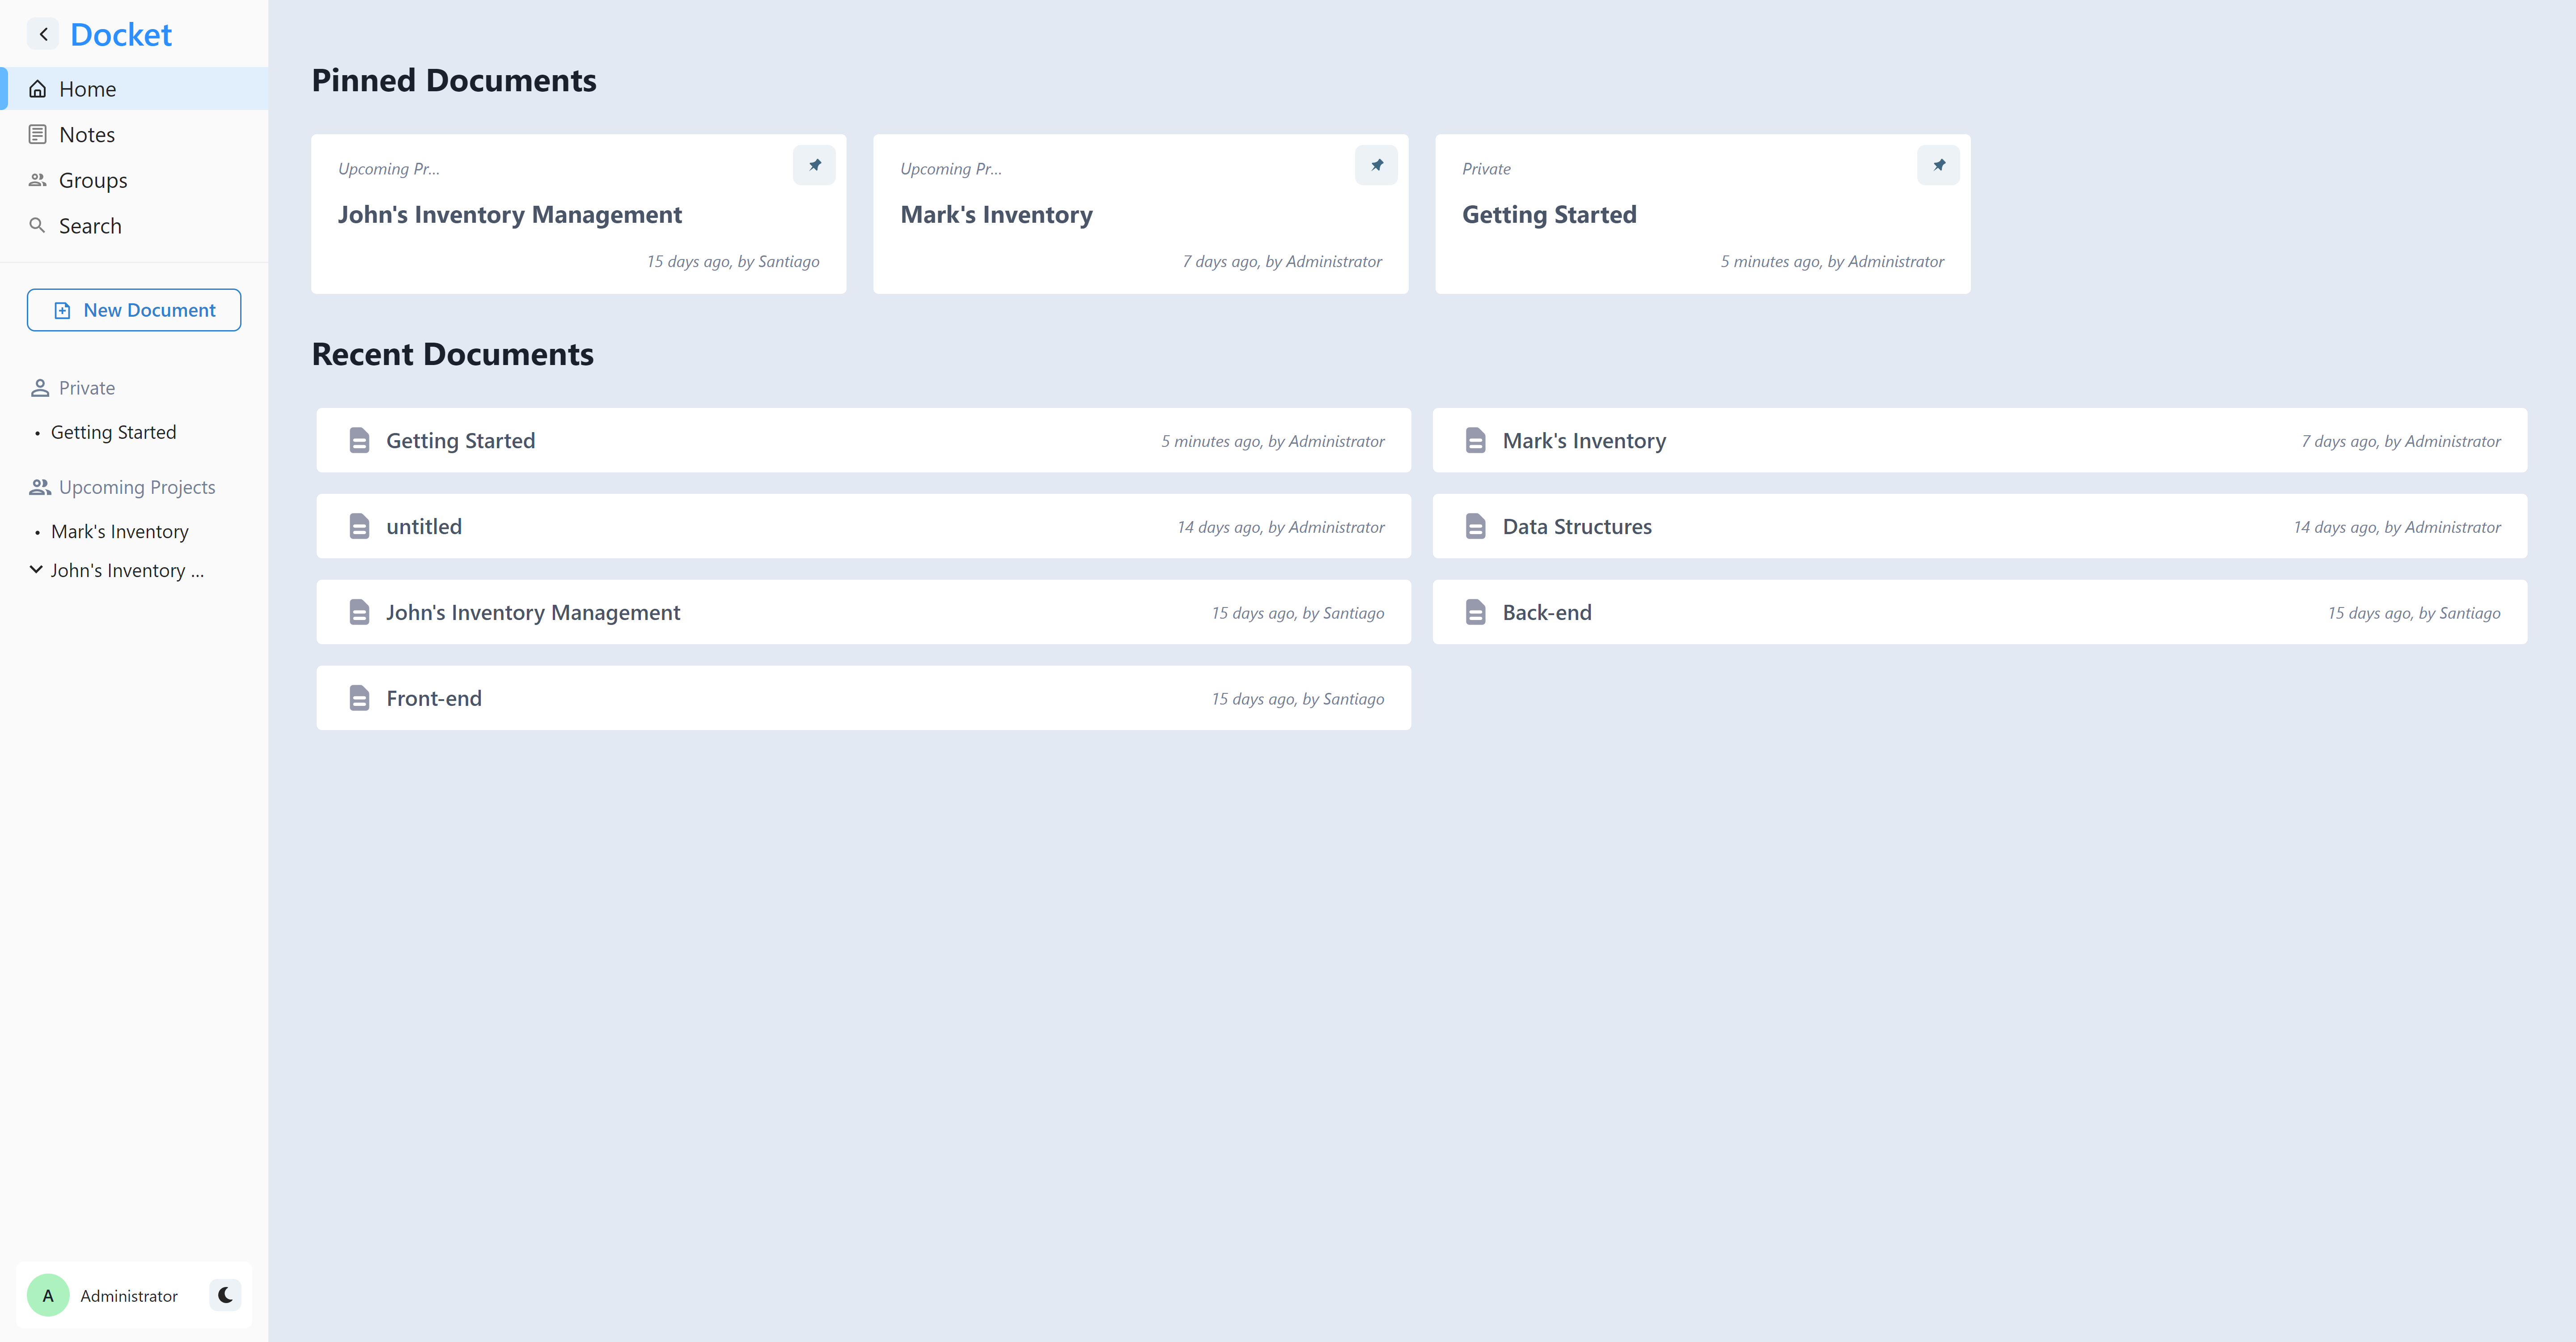 Docket
Home
Notes
Groups
Search
New Document
Private
• Getting Started
Upcoming Projects
• Mark's Inventory
John's Inventory ...
A Administrator
Pinned Documents
Upcoming Pr...
John's Inventory Management
15 days ago, by Santiago
Upcoming Pr...
Mark's Inventory
7 days ago, by Administrator
Private
Getting Started
5 minutes ago, by Administrator
Recent Documents
Getting Started 5 minutes ago, by Administrator
Mark's Inventory 7 days ago, by Administrator
untitled 14 days ago, by Administrator
Data Structures 14 days ago, by Administrator
John's Inventory Management 15 days ago, by Santiago
Back-end 15 days ago, by Santiago
Front-end 15 days ago, by Santiago